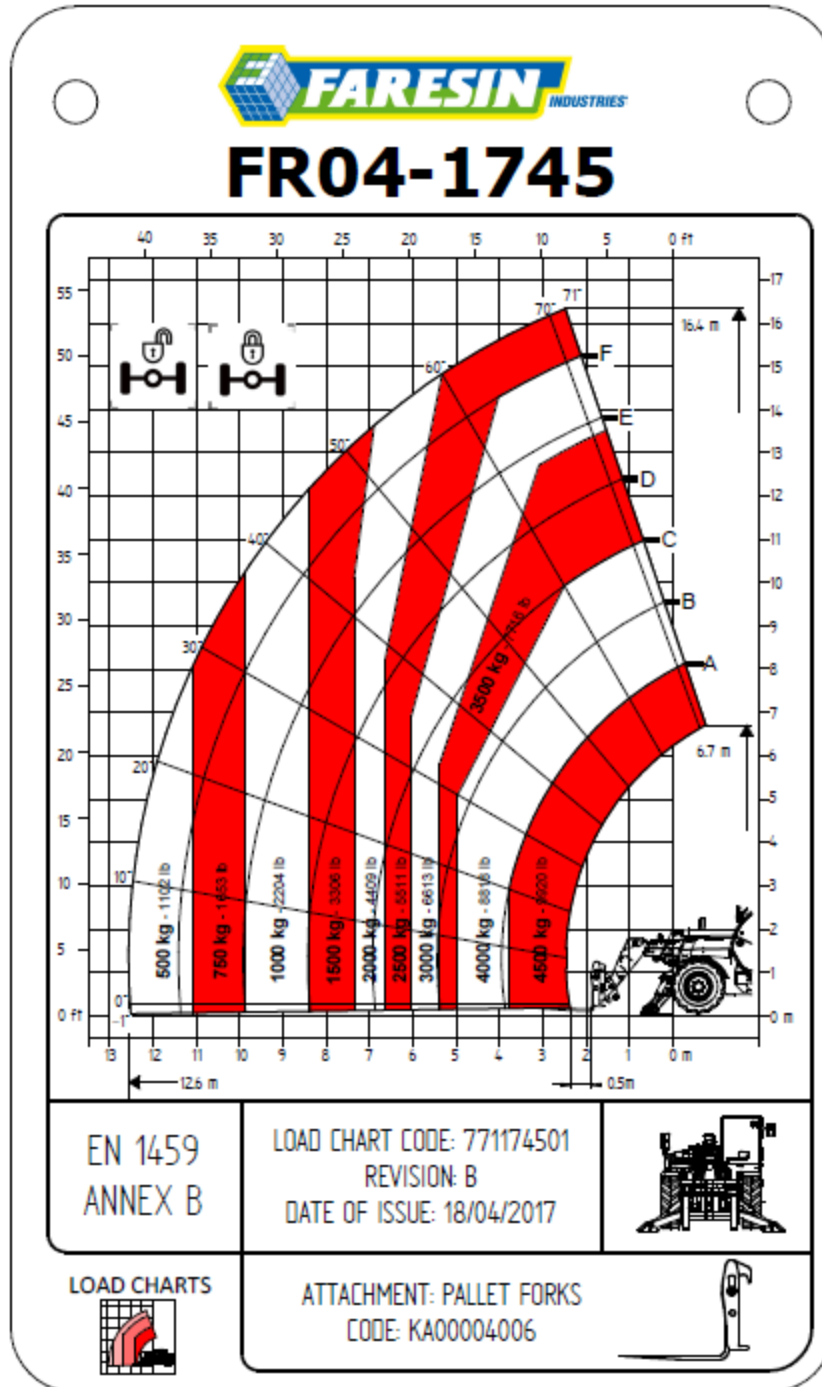 FARESIN INDUSTRIES
FR04-1745
40 35 30 25 20 15 10 5 0 ft
55
50
45
40
35
30
25
20
15
10
5
0 ft
17
16
15
14
13
12
11
10
9
8
7
6
5
4
3
2
1
0 m
71°
70°
60°
50°
40°
30°
20°
10°
0°
-1°
16.4 m
F
E
D
C
B
A
6.7 m
500 kg - 1102 lb
750 kg - 1653 lb
1000 kg - 2204 lb
1500 kg - 3306 lb
2000 kg - 4409 lb
2500 kg - 5511 lb
3000 kg - 6613 lb
3500 kg - 7716 lb
4000 kg - 8818 lb
4500 kg - 9920 lb
13 12 11 10 9 8 7 6 5 4 3 2 1 0 m
12.6 m
0.5m
EN 1459
ANNEX B
LOAD CHART CODE: 771174501
REVISION: B
DATE OF ISSUE: 18/04/2017
LOAD CHARTS
ATTACHMENT: PALLET FORKS
CODE: KA00004006